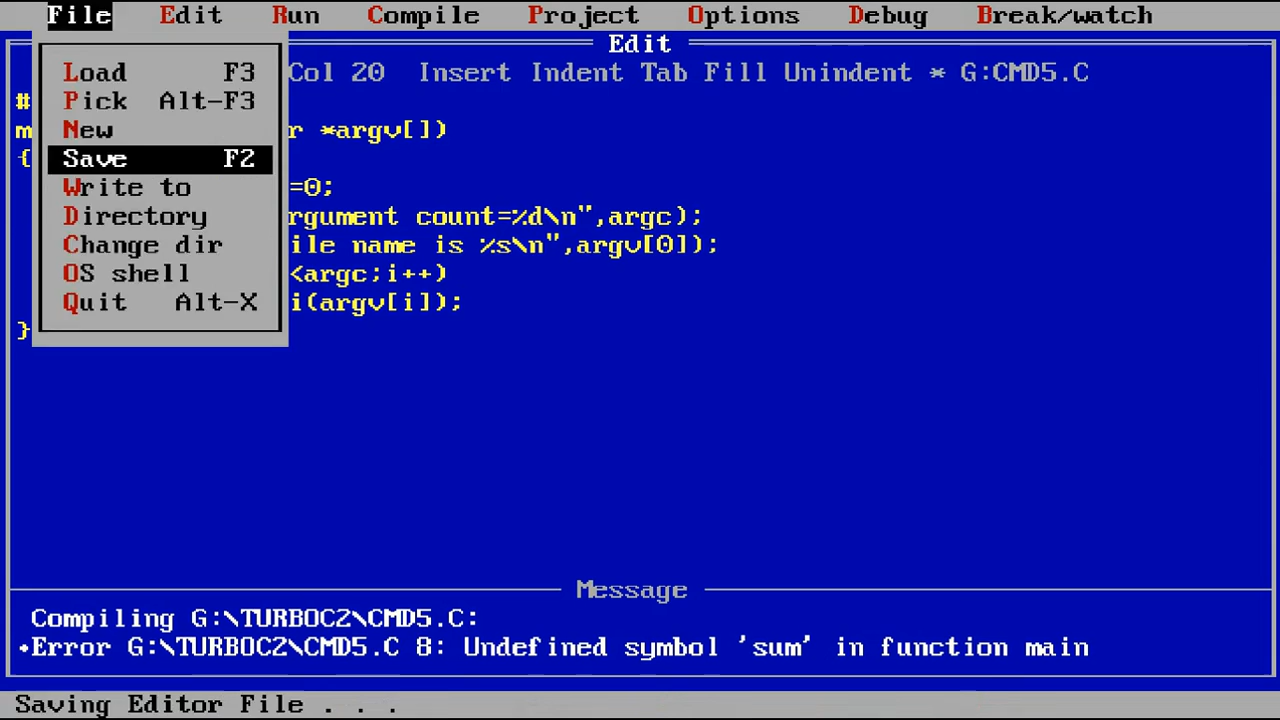 File Edit Run Compile Project Options Debug Break/watch
Edit
Col 20 Insert Indent Tab Fill Unindent * G:CMD5.C
Load F3
#
Pick Alt-F3
m
New
r *argv[])
{
Save F2
Write to
=0;
Directory
rgument count=%d\n",argc);
Change dir
ile name is %s\n",argv[0]);
OS shell
<argc;i++)
Quit Alt-X
i(argv[i]);
}
Message
Compiling G:\TURBOC2\CMD5.C:
•Error G:\TURBOC2\CMD5.C 8: Undefined symbol 'sum' in function main
Saving Editor File . . .